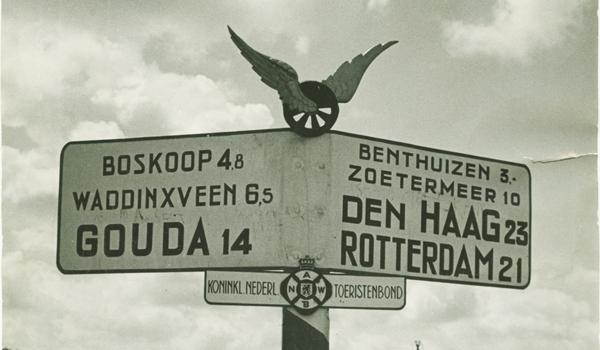 BOSKOOP 4,8
WADDINXVEEN 6,5
GOUDA 14
BENTHUIZEN 3,-
ZOETERMEER 10
DEN HAAG 23
ROTTERDAM 21
KONINKL. NEDERL. ANWB TOERISTENBOND